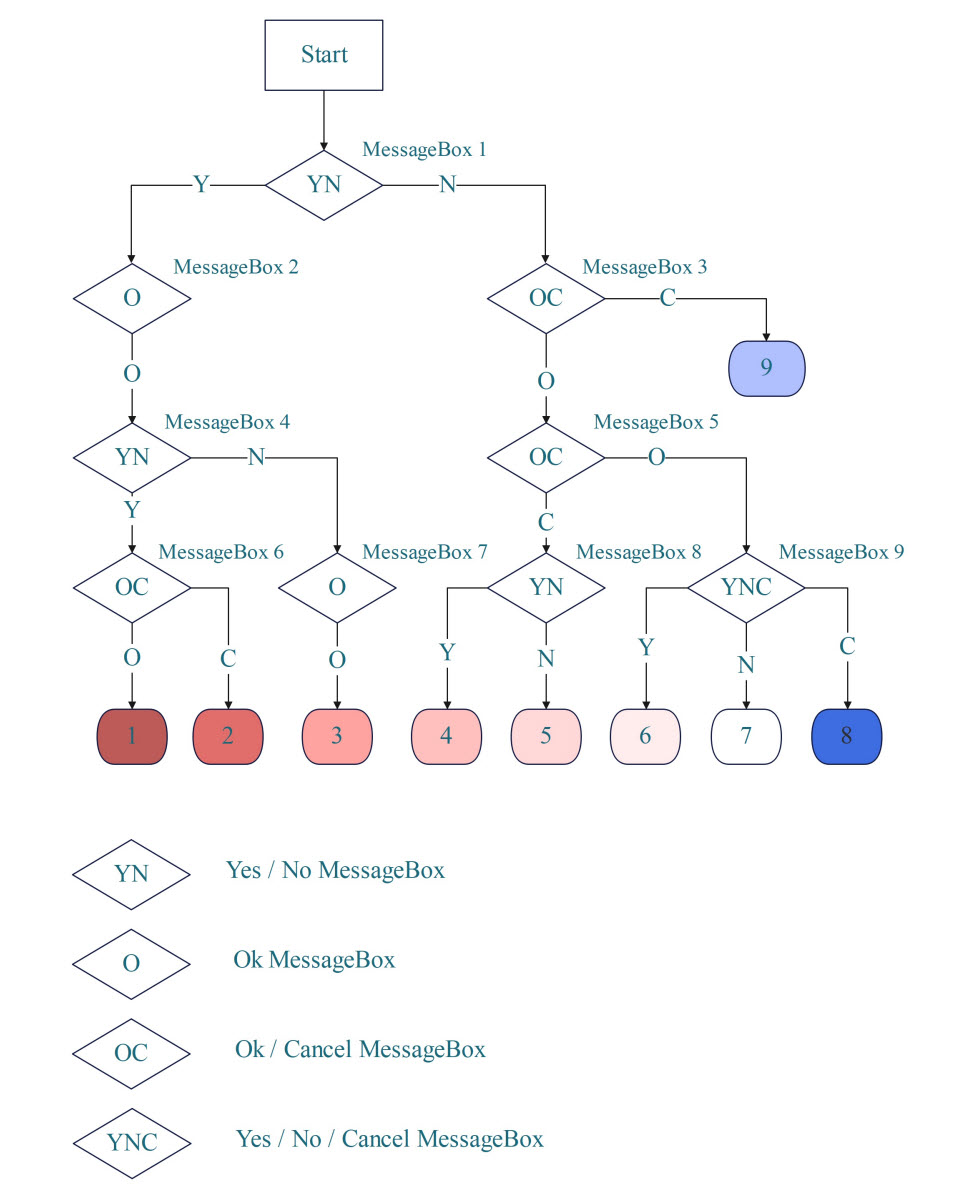 Start
MessageBox 1
Y
YN
N
MessageBox 2
MessageBox 3
O
OC
C
9
O
O
MessageBox 4
MessageBox 5
YN
N
OC
O
Y
C
MessageBox 6
MessageBox 7
MessageBox 8
MessageBox 9
OC
O
YN
YNC
O
C
O
Y
N
Y
N
C
1
2
3
4
5
6
7
8
YN
Yes / No MessageBox
O
Ok MessageBox
OC
Ok / Cancel MessageBox
YNC
Yes / No / Cancel MessageBox